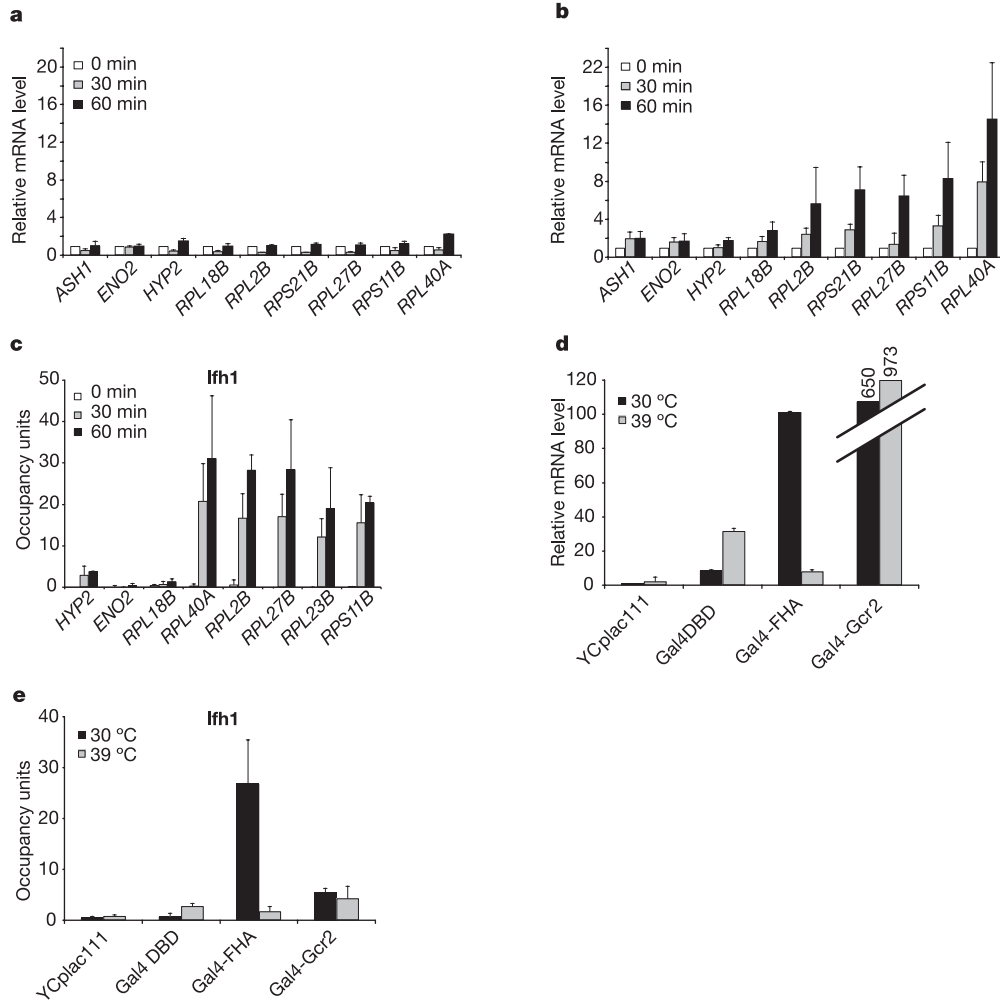 a
Relative mRNA level
20
16
12
8
4
0
0 min
30 min
60 min
ASH1
ENO2
HYP2
RPL18B
RPL2B
RPS21B
RPL27B
RPS11B
RPL40A
b
Relative mRNA level
22
16
12
8
4
0
0 min
30 min
60 min
ASH1
ENO2
HYP2
RPL18B
RPL2B
RPS21B
RPL27B
RPS11B
RPL40A
c
Ifh1
Occupancy units
50
40
30
20
10
0
0 min
30 min
60 min
HYP2
ENO2
RPL18B
RPL40A
RPL2B
RPL27B
RPL23B
RPS11B
d
Relative mRNA level
120
100
80
60
40
20
0
30 ºC
39 ºC
650
973
YCplac111
Gal4DBD
Gal4-FHA
Gal4-Gcr2
e
Ifh1
Occupancy units
40
30
20
10
0
30 ºC
39 ºC
YCplac111
Gal4 DBD
Gal4-FHA
Gal4-Gcr2